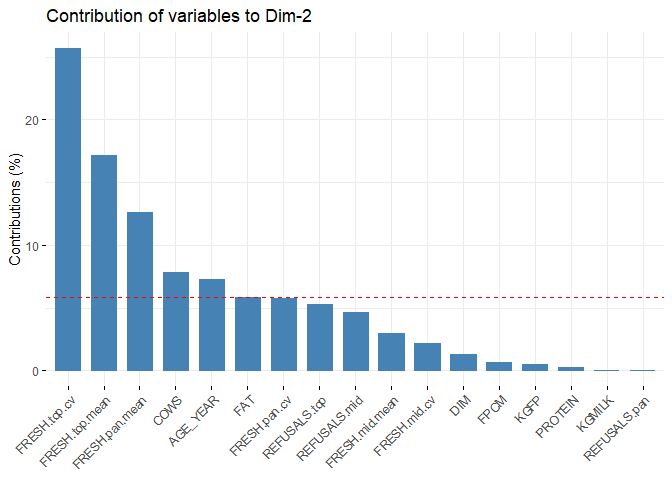 Contribution of variables to Dim-2
Contributions (%)
20
10
0
FRESH.top.cv
FRESH.top.mean
FRESH.pan.mean
COWS
AGE_YEAR
FAT
FRESH.pan.cv
REFUSALS.top
REFUSALS.mid
FRESH.mid.mean
FRESH.mid.cv
DIM
FPCM
KGFP
PROTEIN
KGMILK
REFUSALS.pan